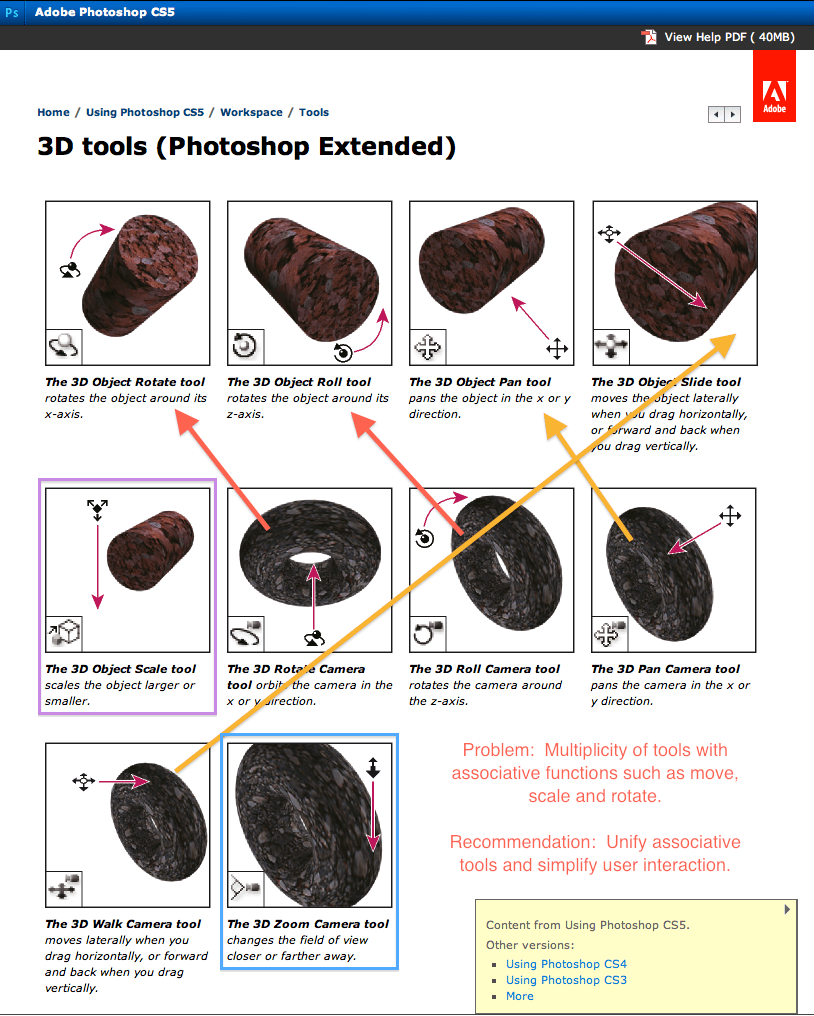 Ps Adobe Photoshop CS5
View Help PDF ( 40MB)
Adobe
Home / Using Photoshop CS5 / Workspace / Tools
3D tools (Photoshop Extended)
The 3D Object Rotate tool
rotates the object around its
x-axis.
The 3D Object Roll tool
rotates the object around its
z-axis.
The 3D Object Pan tool
pans the object in the x or y
direction.
The 3D Object Slide tool
moves the object laterally
when you drag horizontally,
or forward and back when
you drag vertically.
The 3D Object Scale tool
scales the object larger or
smaller.
The 3D Rotate Camera
tool orbits the camera in the
x or y direction.
The 3D Roll Camera tool
rotates the camera around
the z-axis.
The 3D Pan Camera tool
pans the camera in the x or
y direction.
The 3D Walk Camera tool
moves laterally when you
drag horizontally, or forward
and back when you drag
vertically.
The 3D Zoom Camera tool
changes the field of view
closer or farther away.
Problem:  Multiplicity of tools with
associative functions such as move,
scale and rotate.
Recommendation:  Unify associative
tools and simplify user interaction.
Content from Using Photoshop CS5.
Other versions:
Using Photoshop CS4
Using Photoshop CS3
More